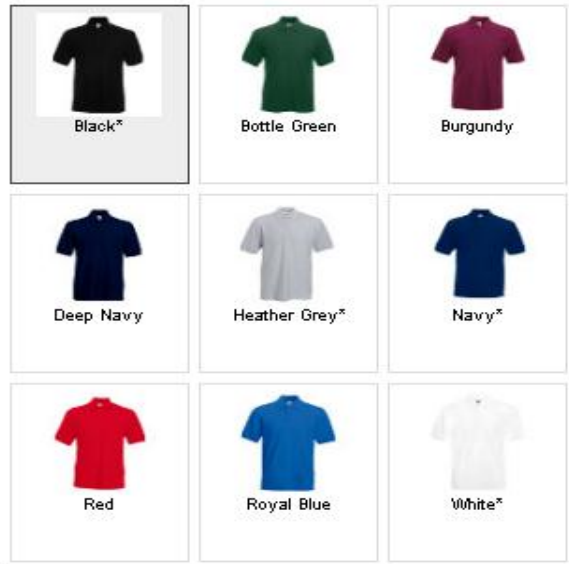 Black*
Bottle Green
Burgundy
Deep Navy
Heather Grey*
Navy*
Red
Royal Blue
White*